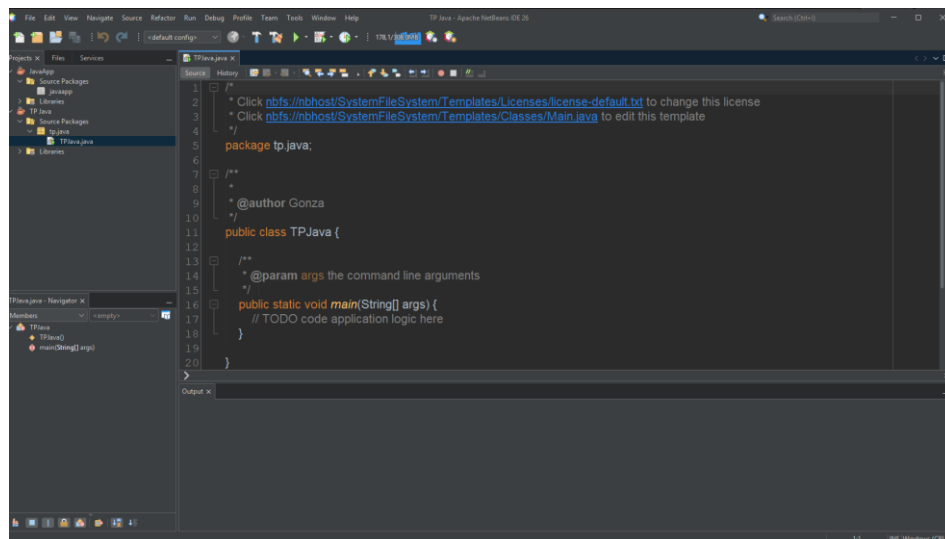 File Edit View Navigate Source Refactor Run Debug Profile Team Tools Window Help
TP Java - Apache NetBeans IDE 26
Search (Ctrl+I)
<default config>
Projects
Files
Services
JavaApp
Source Packages
javaapp
Libraries
TP Java
Source Packages
tp.java
TPJava.java
Libraries
TPJava.java
Source History
1 /*
2 * Click nbfs://nbhost/SystemFileSystem/Templates/Licenses/license-default.txt to change this license
3 * Click nbfs://nbhost/SystemFileSystem/Templates/Classes/Main.java to edit this template
4 */
5 package tp.java;
6
7 /**
8 *
9 * @author Gonza
10 */
11 public class TPJava {
12
13 /**
14 * @param args the command line arguments
15 */
16 public static void main(String[] args) {
17 // TODO code application logic here
18 }
19
20 }
TPJava.java - Navigator
Members
<empty>
TPJava
TPJava()
main(String[] args)
Output
1:1
INS